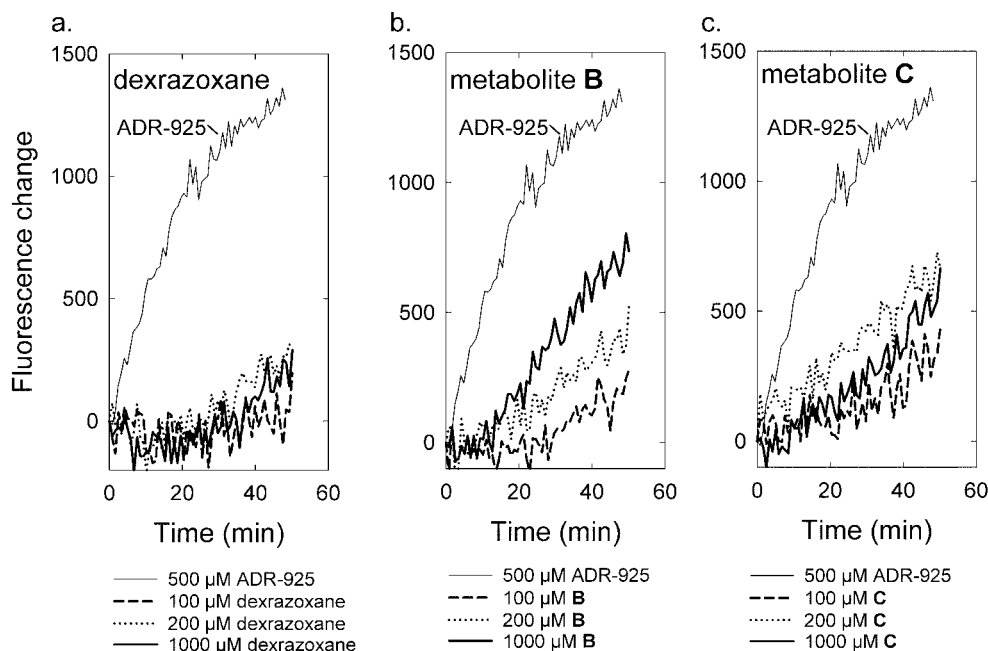 a.
b.
c.
Fluorescence change
1500
1000
500
0
dexrazoxane
ADR-925
0 20 40 60
Time (min)
500 µM ADR-925
100 µM dexrazoxane
200 µM dexrazoxane
1000 µM dexrazoxane
1500
1000
500
0
metabolite B
ADR-925
0 20 40 60
Time (min)
500 µM ADR-925
100 µM B
200 µM B
1000 µM B
1500
1000
500
0
metabolite C
ADR-925
0 20 40 60
Time (min)
500 µM ADR-925
100 µM C
200 µM C
1000 µM C